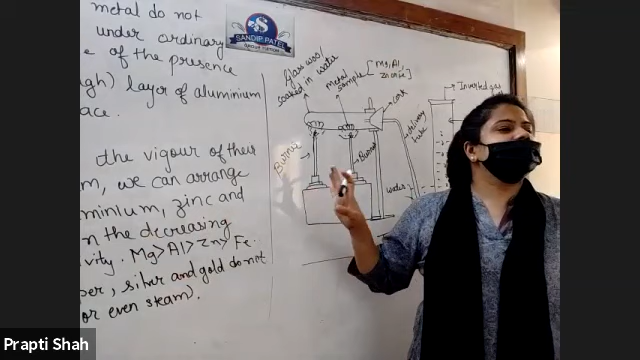 metal do not
under ordinary
e of the presence
ugh) layer of aluminium
ace.
the vigour of their
m, we can arrange
minium, zinc and
n the decreasing
vity. Mg>Al>Zn>Fe.
per, silver and gold do not
or even steam).
SANDIP PATEL
Glass wool
soaked in water
metal
sample
[Mg, Al,
Zn or Fe]
cork
delivery
tube
Inverted gas
Burner
Burner
water
Prapti Shah